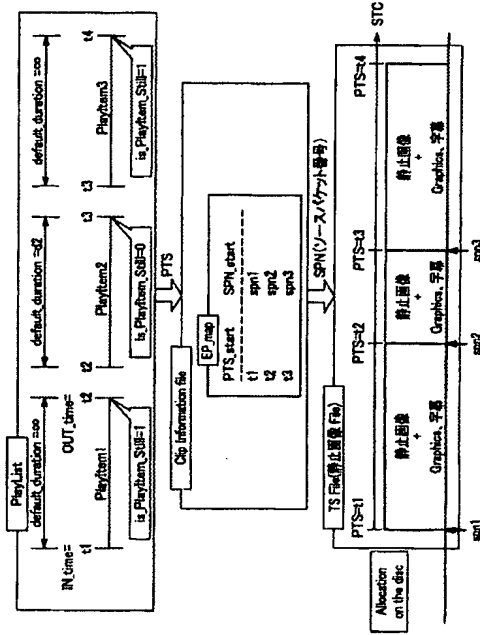 PlayList
default_duration =∞
default_duration =d2
default_duration =∞
IN_time=
OUT_time=
t1
PlayItem1
t2
t2
PlayItem2
t3
t3
PlayItem3
t4
is_PlayItem_Still=1
is_PlayItem_Still=0
is_PlayItem_Still=1
PTS
Clip Information file
EP_map
PTS_start
SPN_start
t1
spn1
t2
spn2
t3
spn3
SPN(ソースパケット番号)
TS File(静止画像 File)
STC
PTS=t1
PTS=t2
PTS=t3
PTS=t4
静止画像
+
Graphics、字幕
静止画像
+
Graphics、字幕
静止画像
+
Graphics、字幕
spn1
spn2
spn3
Allocation
on the disc